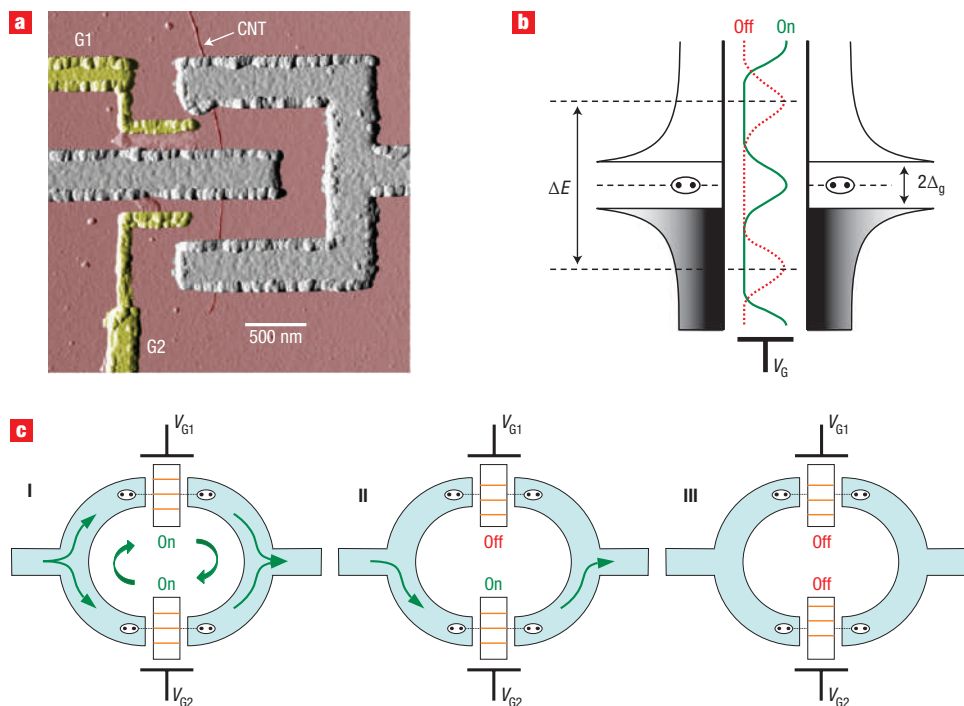 a
G1
CNT
G2
500 nm
b
Off On
ΔE
2Δg
VG
c
I
VG1
On
On
VG2
II
VG1
Off
On
VG2
III
VG1
Off
Off
VG2